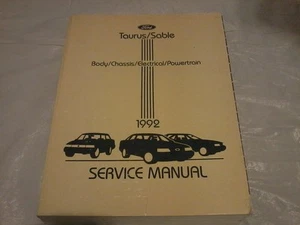 Ford
Taurus/Sable
Body/Chassis/Electrical/Powertrain
1992
SERVICE MANUAL